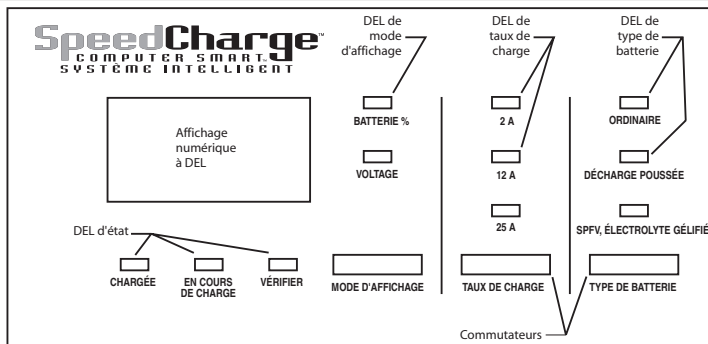 SpeedCharge™
COMPUTER SMART™
SYSTÈME INTELLIGENT
DEL de
mode
d'affichage
DEL de
taux de
charge
DEL de
type de
batterie
Affichage
numérique
à DEL
BATTERIE %
VOLTAGE
2 A
12 A
25 A
ORDINAIRE
DÉCHARGE POUSSÉE
SPFV, ÉLECTROLYTE GÉLIFIÉ
DEL d'état
CHARGÉE
EN COURS
DE CHARGE
VÉRIFIER
MODE D'AFFICHAGE
TAUX DE CHARGE
TYPE DE BATTERIE
Commutateurs